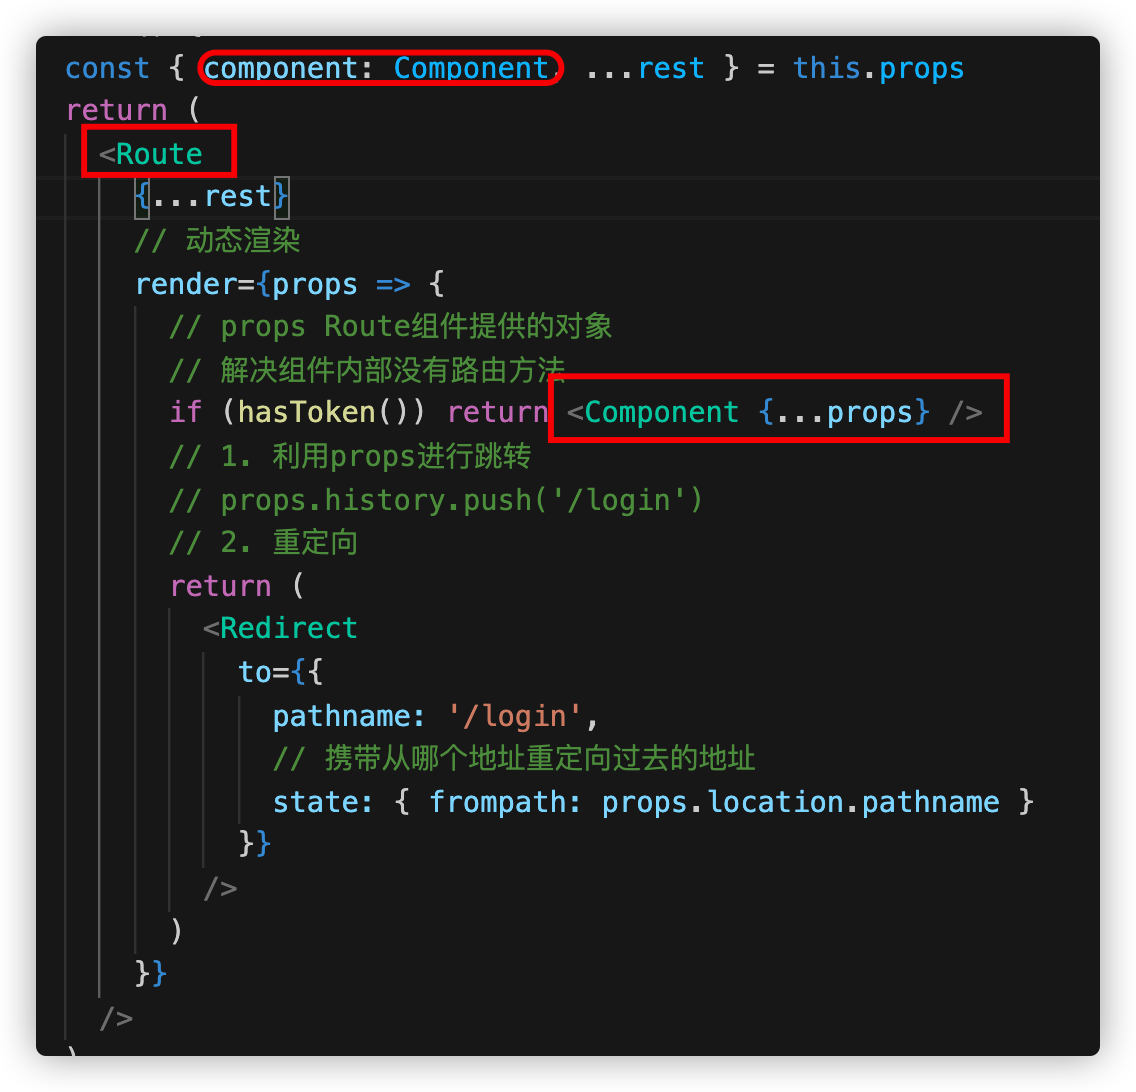 const { component: Component, ...rest } = this.props
return (
<Route
{...rest}
// 动态渲染
render={props => {
// props Route组件提供的对象
// 解决组件内部没有路由方法
if (hasToken()) return <Component {...props} />
// 1. 利用props进行跳转
// props.history.push('/login')
// 2. 重定向
return (
<Redirect
to={{
pathname: '/login',
// 携带从哪个地址重定向过去的地址
state: { frompath: props.location.pathname }
}}
/>
)
}}
/>
)